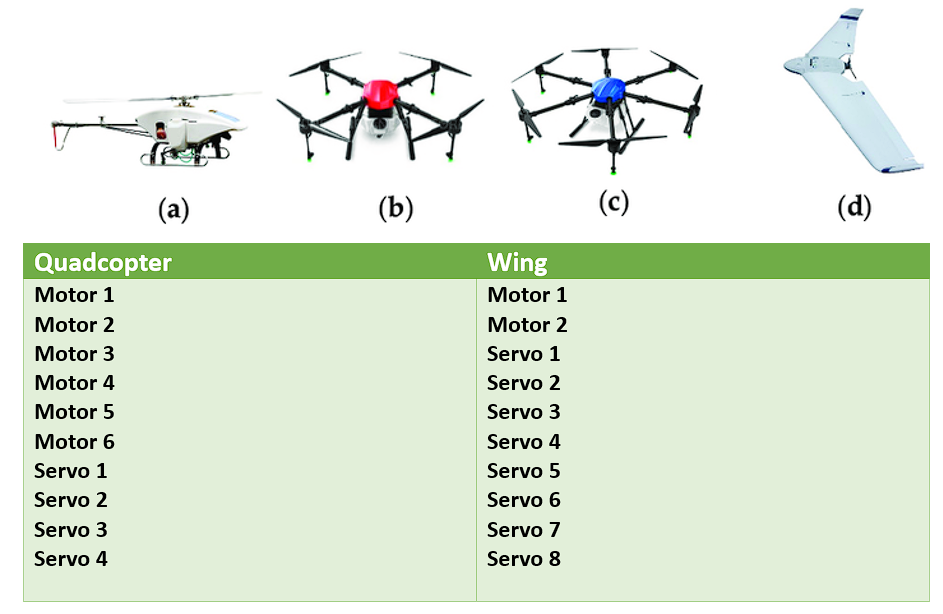 (a) (b) (c) (d)
Quadcopter Wing
Motor 1 Motor 1
Motor 2 Motor 2
Motor 3 Servo 1
Motor 4 Servo 2
Motor 5 Servo 3
Motor 6 Servo 4
Servo 1 Servo 5
Servo 2 Servo 6
Servo 3 Servo 7
Servo 4 Servo 8